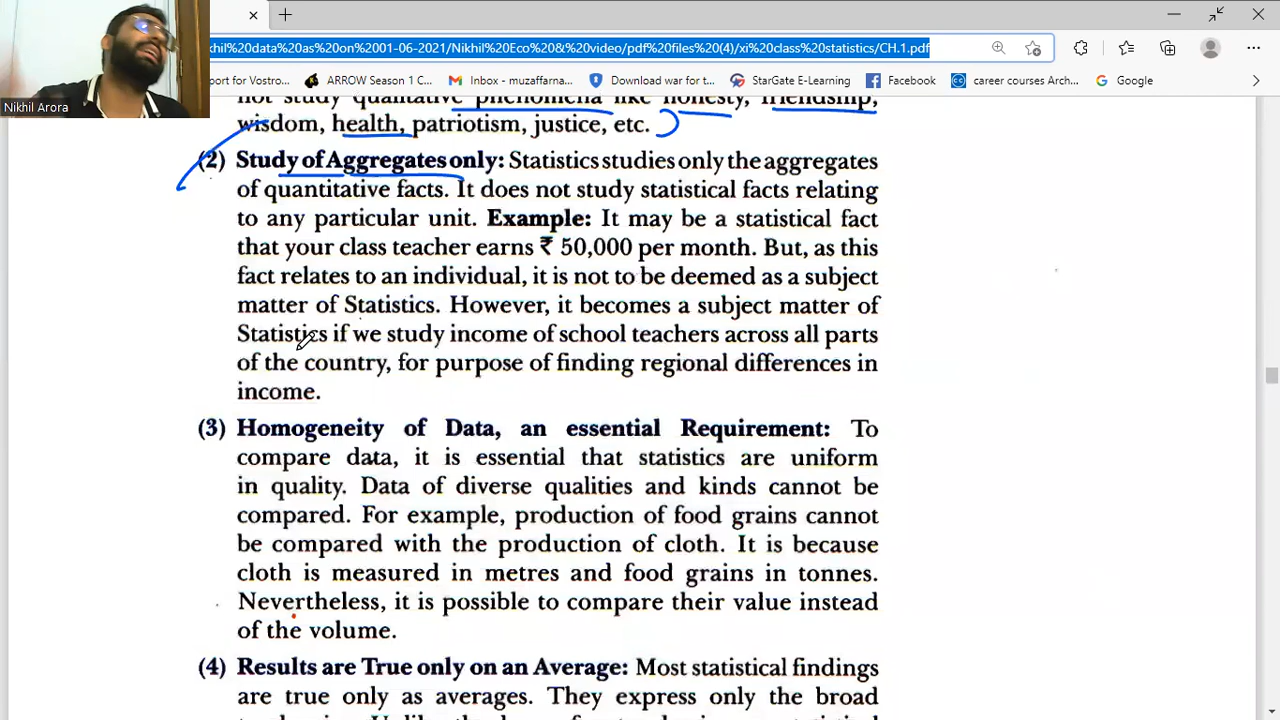 khil%20data%20as%20on%2001-06-2021/Nikhil%20Eco%20&%20video/pdf%20files%20(4)/xi%20class%20statistics/CH.1.pdf
port for Vostro... ARROW Season 1 C... Inbox - muzaffarna... Download war for t... StarGate E-Learning Facebook career courses Arch... Google
Nikhil Arora
not study qualitative phenomena like honesty, friendship,
wisdom, health, patriotism, justice, etc.
(2) Study of Aggregates only: Statistics studies only the aggregates
of quantitative facts. It does not study statistical facts relating
to any particular unit. Example: It may be a statistical fact
that your class teacher earns ₹ 50,000 per month. But, as this
fact relates to an individual, it is not to be deemed as a subject
matter of Statistics. However, it becomes a subject matter of
Statistics if we study income of school teachers across all parts
of the country, for purpose of finding regional differences in
income.
(3) Homogeneity of Data, an essential Requirement: To
compare data, it is essential that statistics are uniform
in quality. Data of diverse qualities and kinds cannot be
compared. For example, production of food grains cannot
be compared with the production of cloth. It is because
cloth is measured in metres and food grains in tonnes.
Nevertheless, it is possible to compare their value instead
of the volume.
(4) Results are True only on an Average: Most statistical findings
are true only as averages. They express only the broad